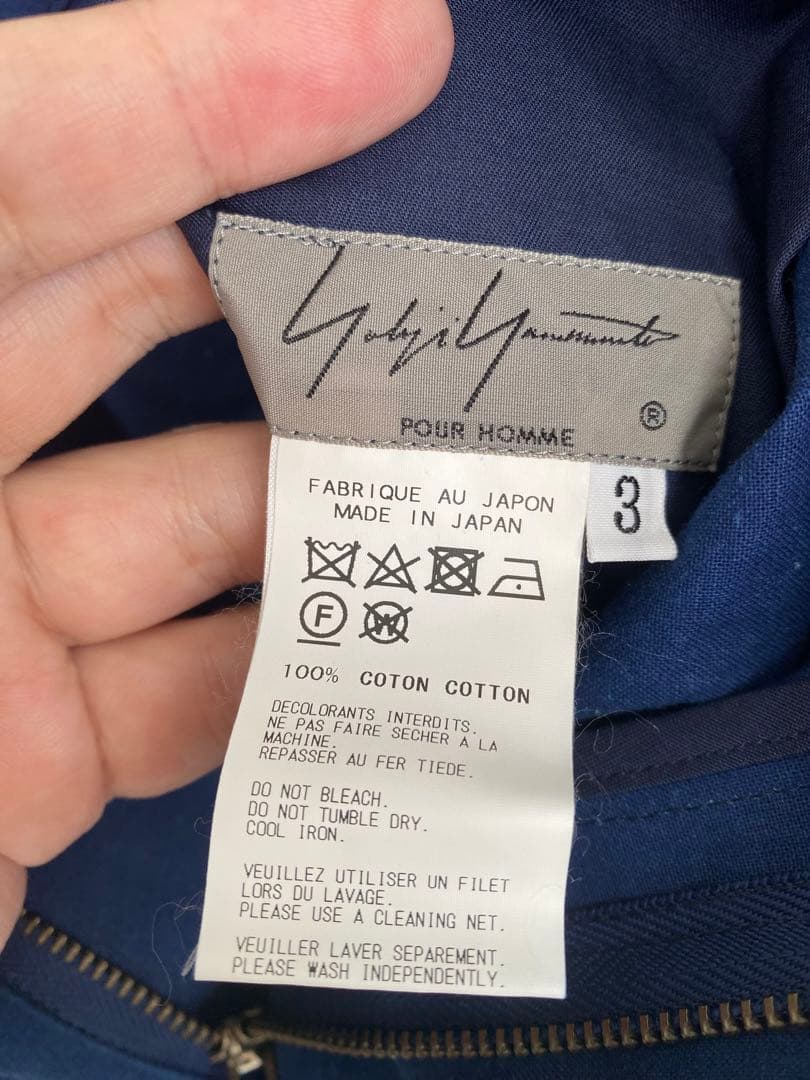 Yohji Yamamoto
POUR HOMME
®
3
FABRIQUE AU JAPON
MADE IN JAPAN
F
W
100% COTON COTTON
DECOLORANTS INTERDITS.
NE PAS FAIRE SECHER A LA
MACHINE.
REPASSER AU FER TIEDE.
DO NOT BLEACH.
DO NOT TUMBLE DRY.
COOL IRON.
VEUILLEZ UTILISER UN FILET
LORS DU LAVAGE.
PLEASE USE A CLEANING NET.
VEUILLER LAVER SEPAREMENT.
PLEASE WASH INDEPENDENTLY.